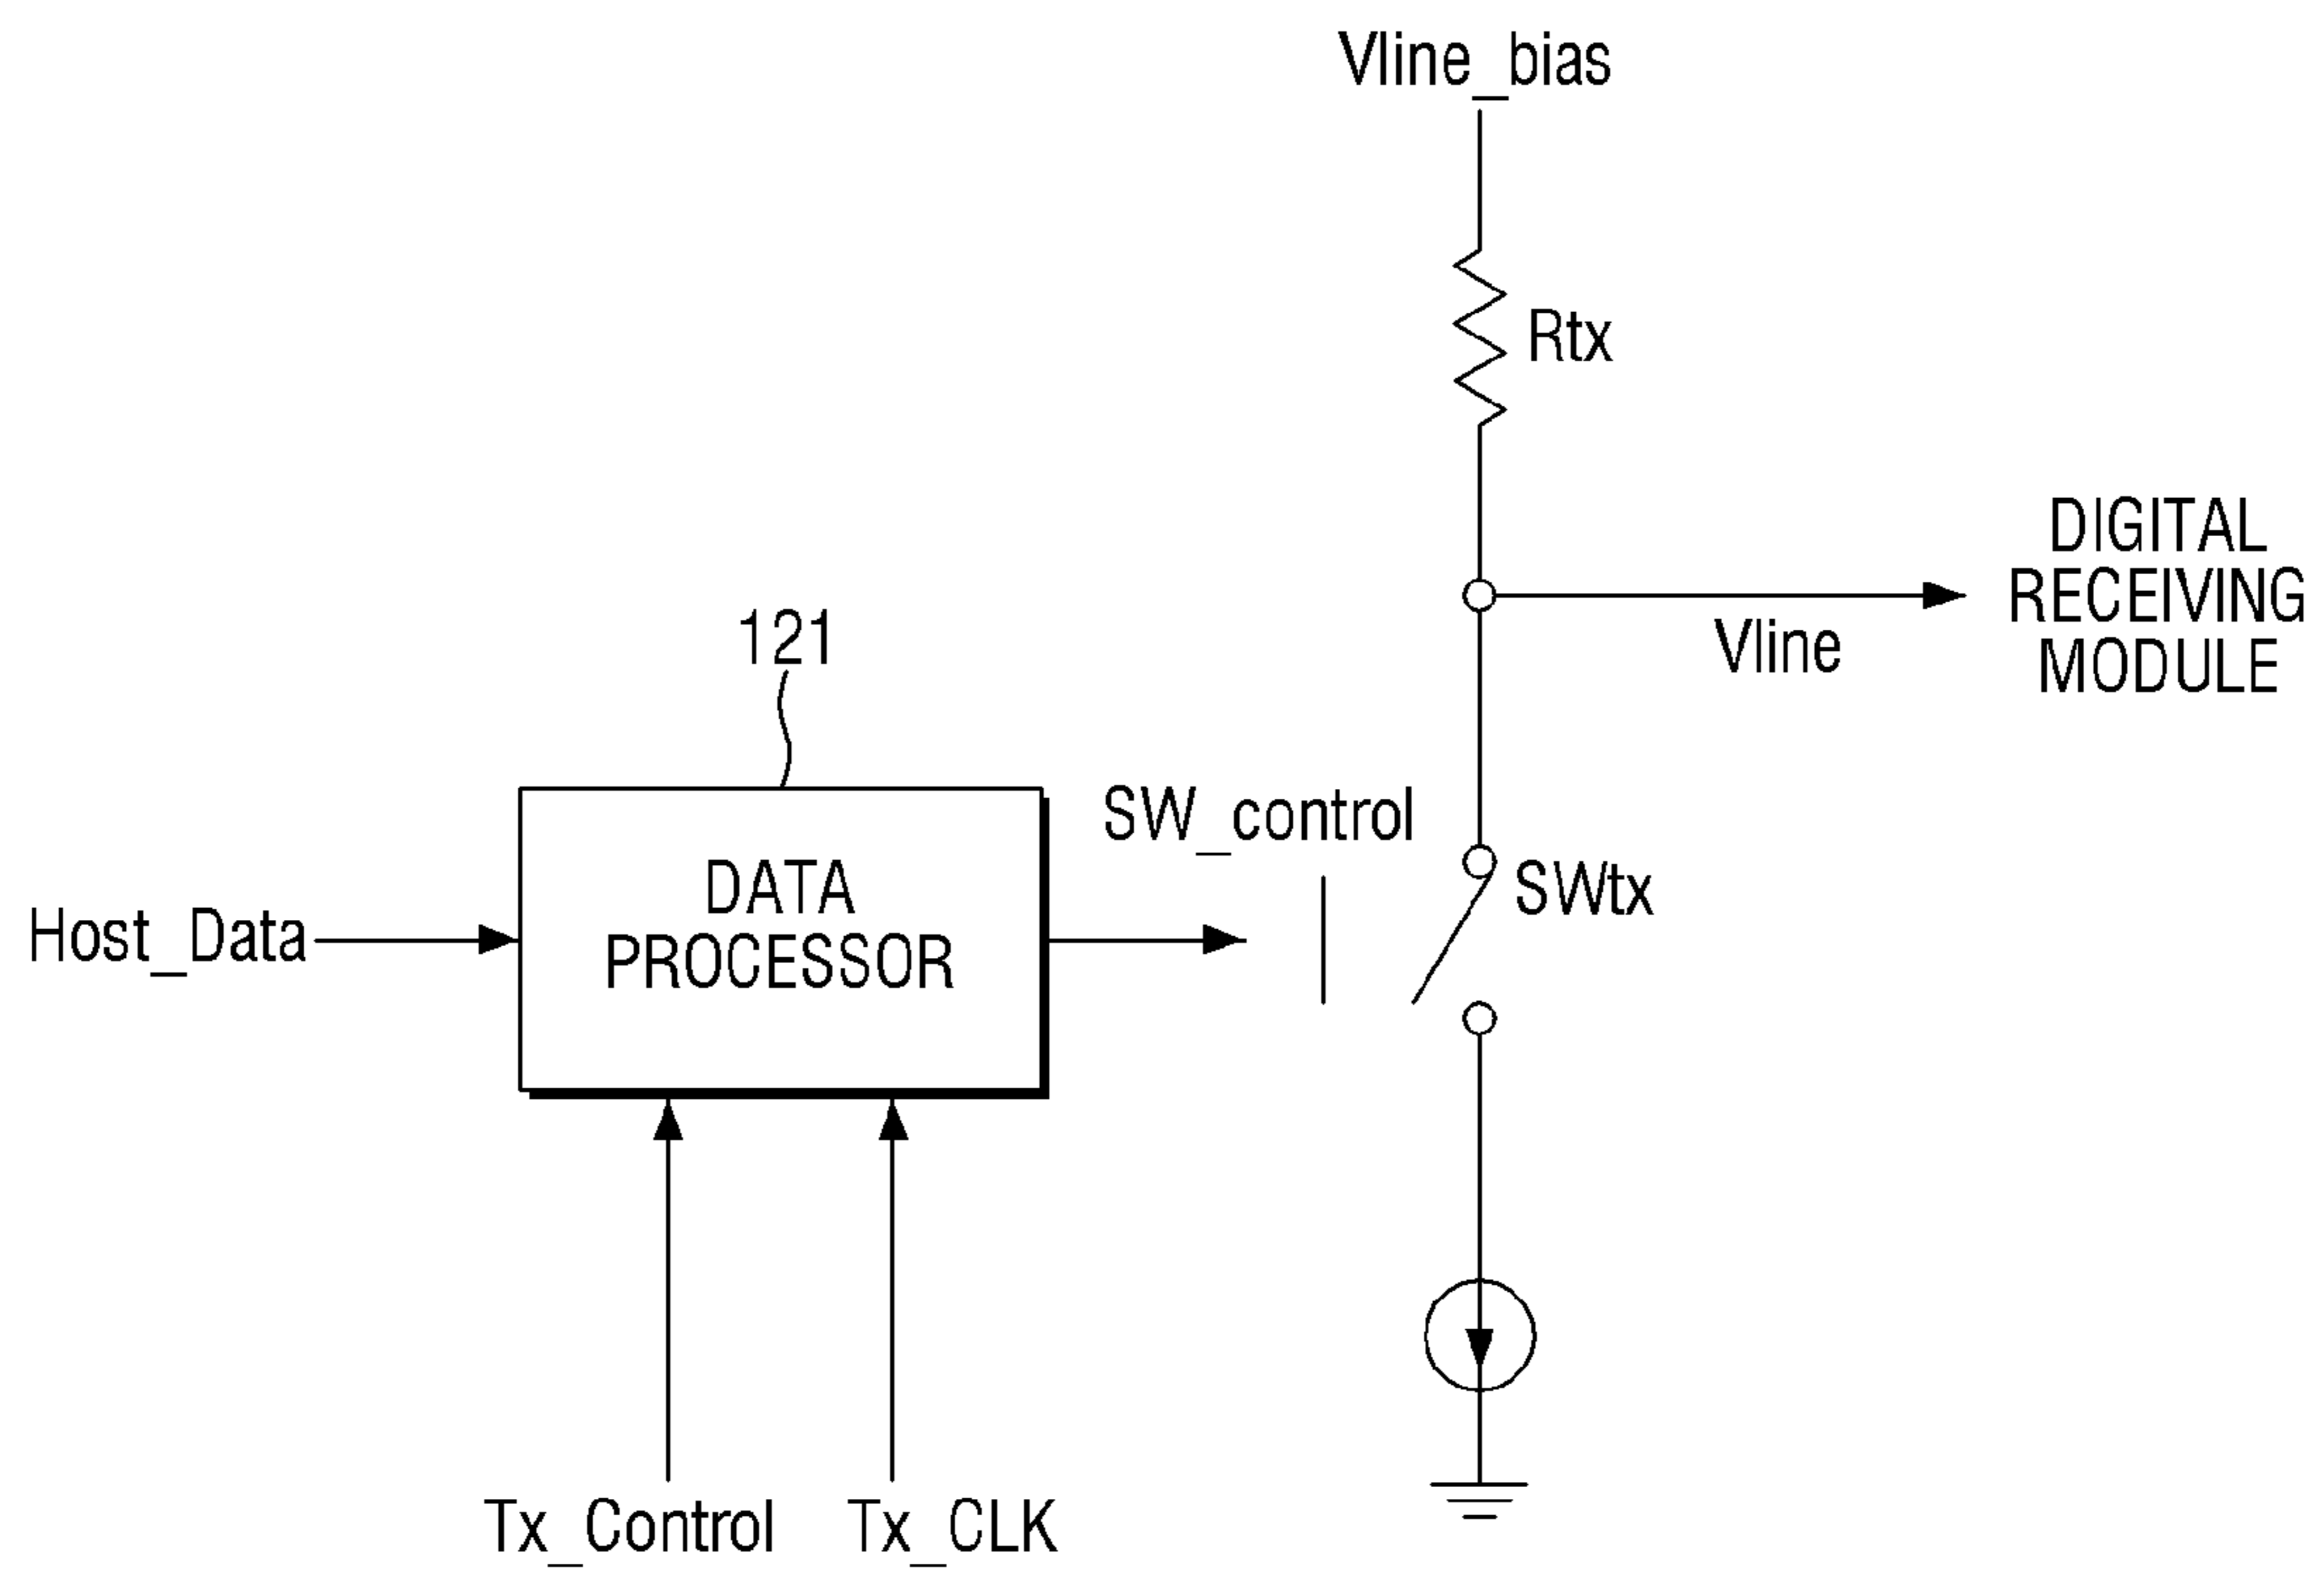 Vline_bias
Rtx
DIGITAL
RECEIVING
MODULE
Vline
121
SW_control
SWtx
DATA
PROCESSOR
Host_Data
Tx_Control
Tx_CLK